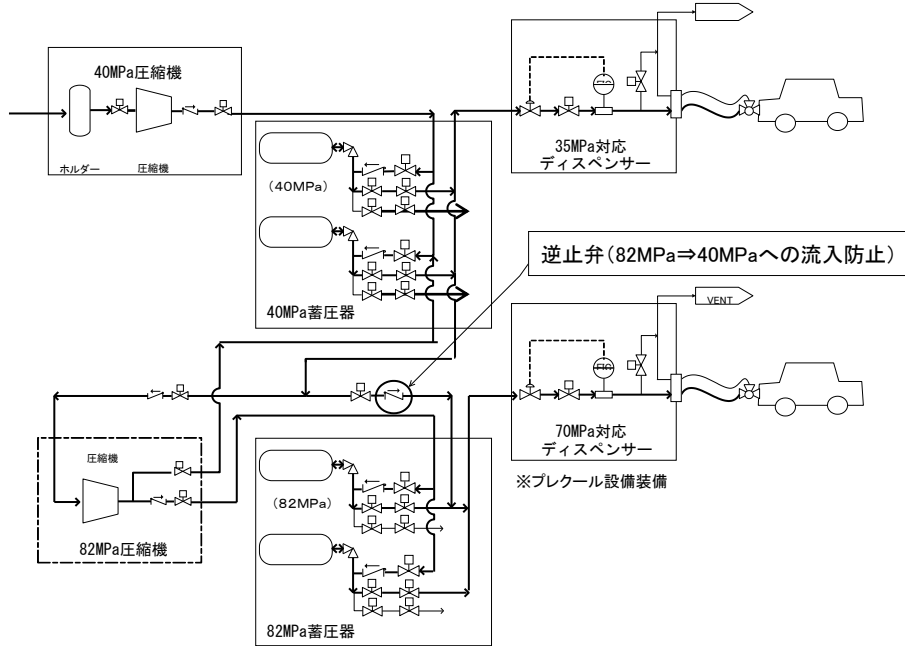 40MPa圧縮機
ホルダー
圧縮機
(40MPa)
40MPa蓄圧器
35MPa対応
ディスペンサー
逆止弁(82MPa⇒40MPaへの流入防止)
VENT
70MPa対応
ディスペンサー
※プレクール設備装備
圧縮機
82MPa圧縮機
(82MPa)
82MPa蓄圧器